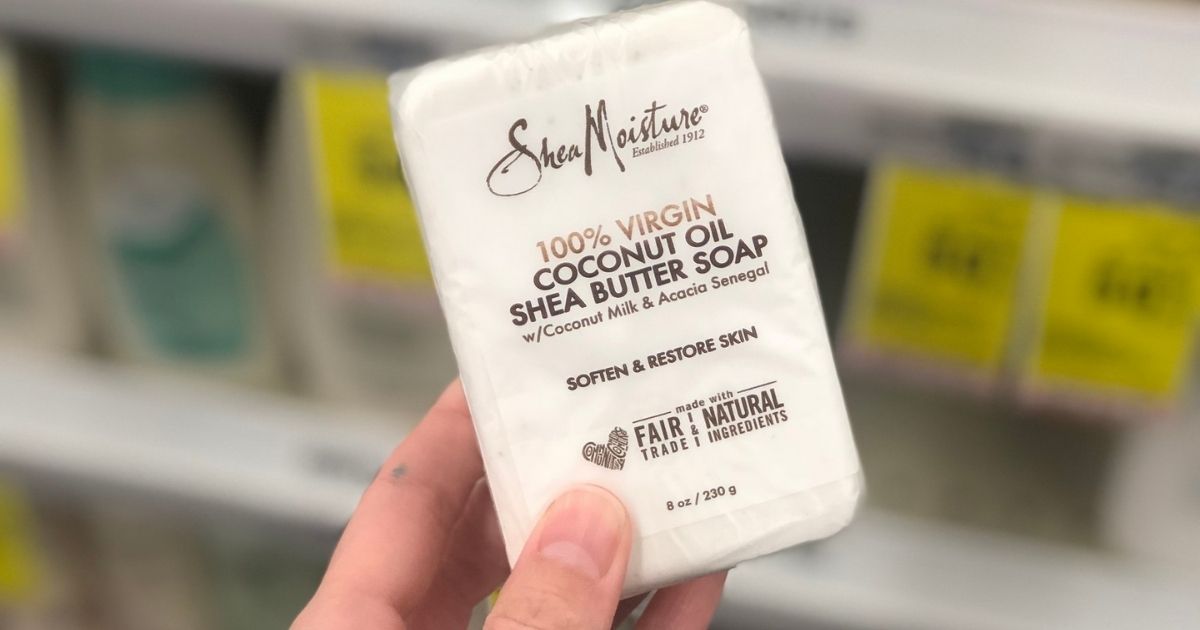 SheaMoisture®
Established 1912
100% VIRGIN
COCONUT OIL
SHEA BUTTER SOAP
w/Coconut Milk & Acacia Senegal
SOFTEN & RESTORE SKIN
made with
FAIR & NATURAL
TRADE INGREDIENTS
8 oz / 230 g